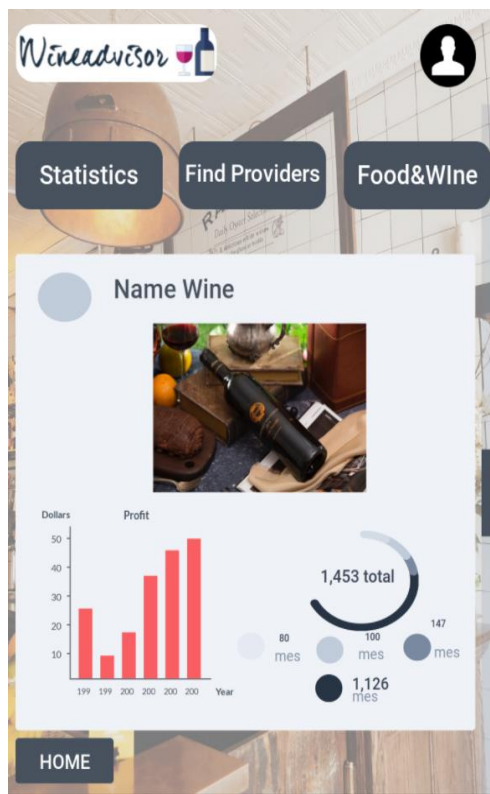 Wineadvisor
Statistics
Find Providers
Food&WIne
Name Wine
Dollars
Profit
50
40
30
20
10
199 199 200 200 200 200
Year
1,453 total
80
mes
100
mes
147
mes
1,126
mes
HOME